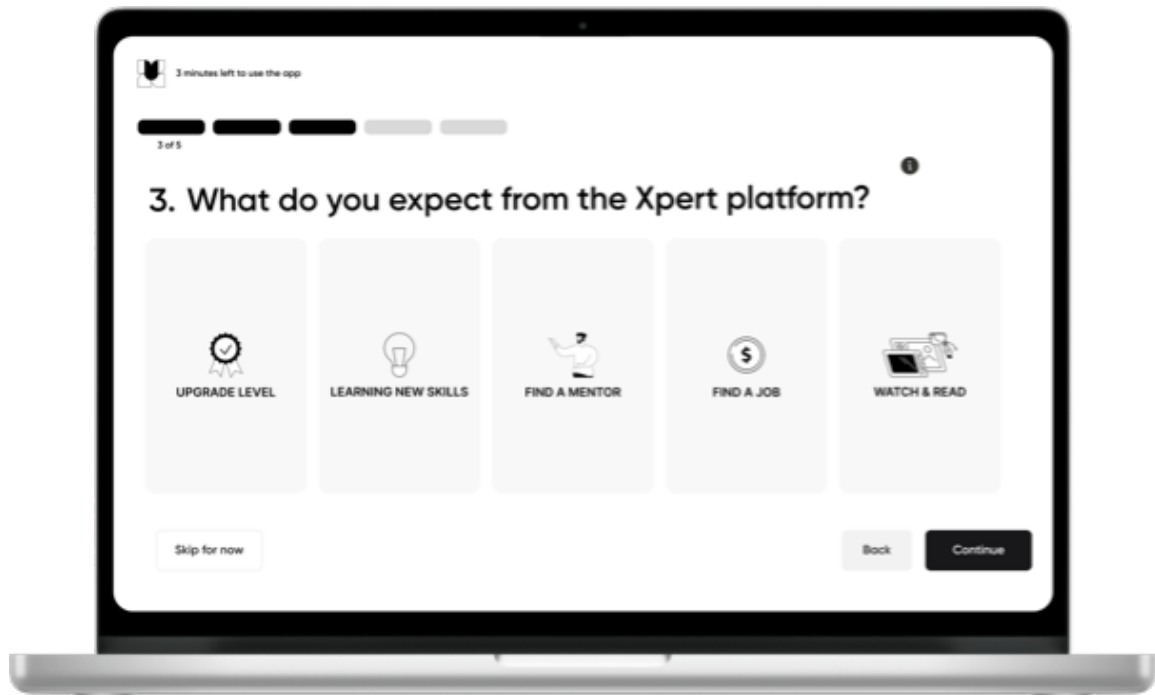 3 minutes left to use the app
3 of 5
3. What do you expect from the Xpert platform?
UPGRADE LEVEL
LEARNING NEW SKILLS
FIND A MENTOR
FIND A JOB
WATCH & READ
Skip for now
Back
Continue